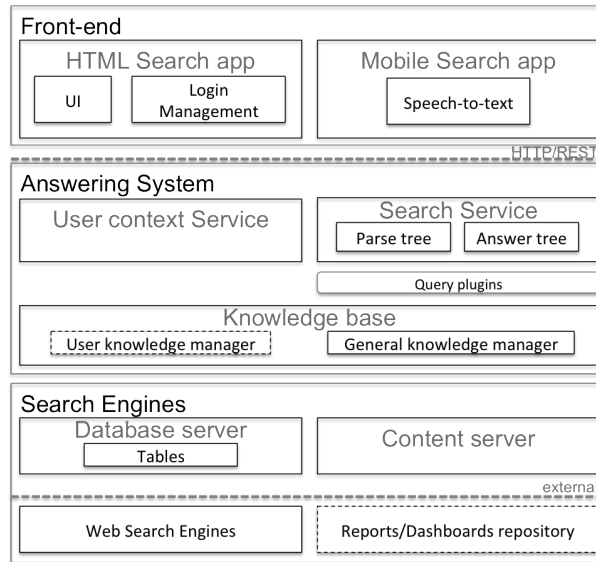 Front-end
HTML Search app
Mobile Search app
UI
Login
Management
Speech-to-text
HTTP/REST
Answering System
User context Service
Search Service
Parse tree
Answer tree
Query plugins
Knowledge base
User knowledge manager
General knowledge manager
Search Engines
Database server
Content server
Tables
externa
Web Search Engines
Reports/Dashboards repository